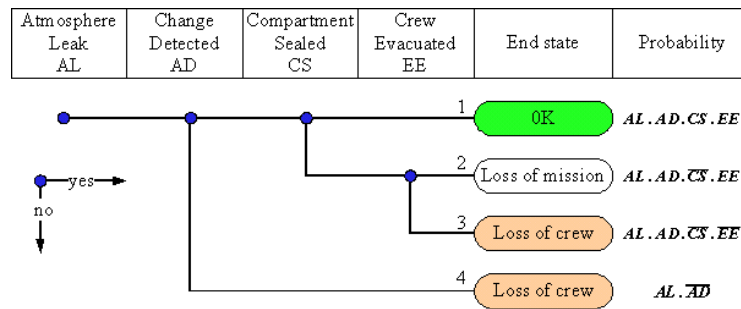 Atmosphere Leak AL
Change Detected AD
Compartment Sealed CS
Crew Evacuated EE
End state
Probability
1 0K AL.AD.CS.EE
yes
no
2 Loss of mission AL.AD.C̅S̅.EE
3 Loss of crew AL.AD.C̅S̅.E̅E̅
4 Loss of crew AL.A̅D̅